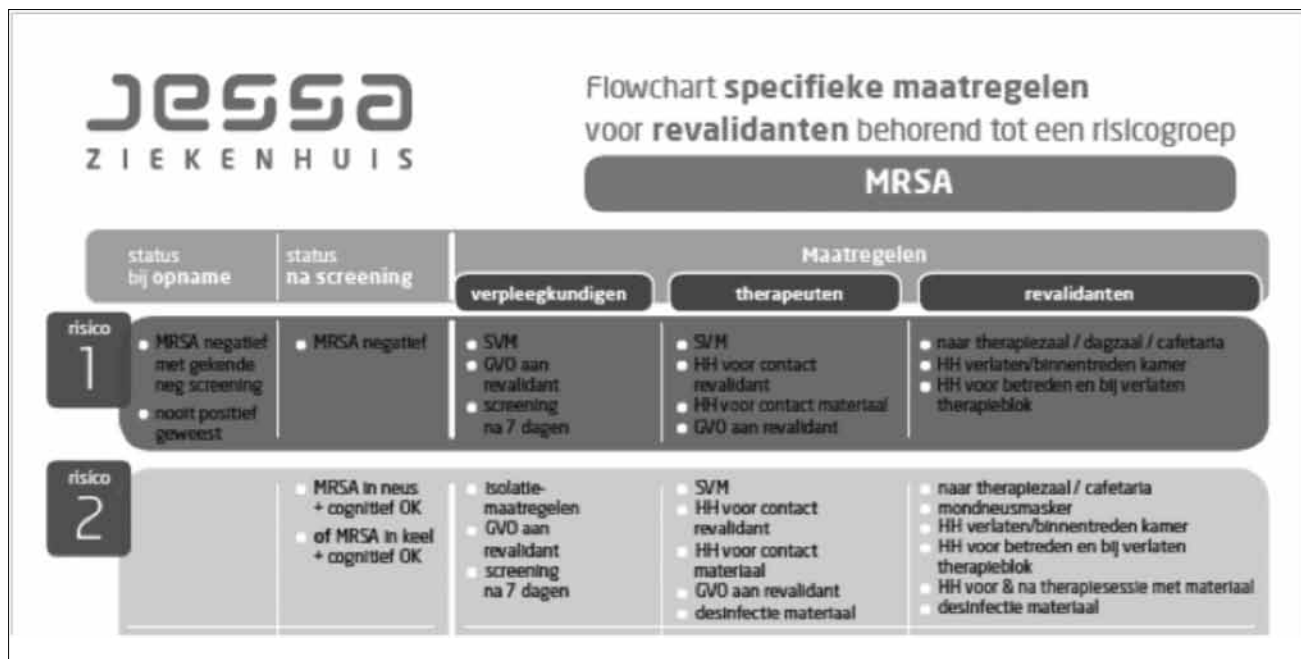 Jessa
ZIEKENHUIS
Flowchart specifieke maatregelen
voor revalidanten behorend tot een risicogroep
MRSA
status
bij opname
status
na screening
Maatregelen
verpleegkundigen
therapeuten
revalidanten
risico
1
MRSA negatief
met gekende
neg screening
nooit positief
geweest
MRSA negatief
SVM
GVO aan
revalidant
screening
na 7 dagen
SVM
HH voor contact
revalidant
HH voor contact materiaal
GVO aan revalidant
naar therapiezaal / dagzaal / cafetaria
HH verlaten/binnentreden kamer
HH voor betreden en bij verlaten
therapieblok
risico
2
MRSA in neus
+ cognitief OK
of MRSA in keel
+ cognitief OK
isolatie-
maatregelen
GVO aan
revalidant
screening
na 7 dagen
SVM
HH voor contact
revalidant
HH voor contact
materiaal
GVO aan revalidant
desinfectie materiaal
naar therapiezaal / cafetaria
mondneusmasker
HH verlaten/binnentreden kamer
HH voor betreden en bij verlaten
therapieblok
HH voor & na therapiesessie met materiaal
desinfectie materiaal